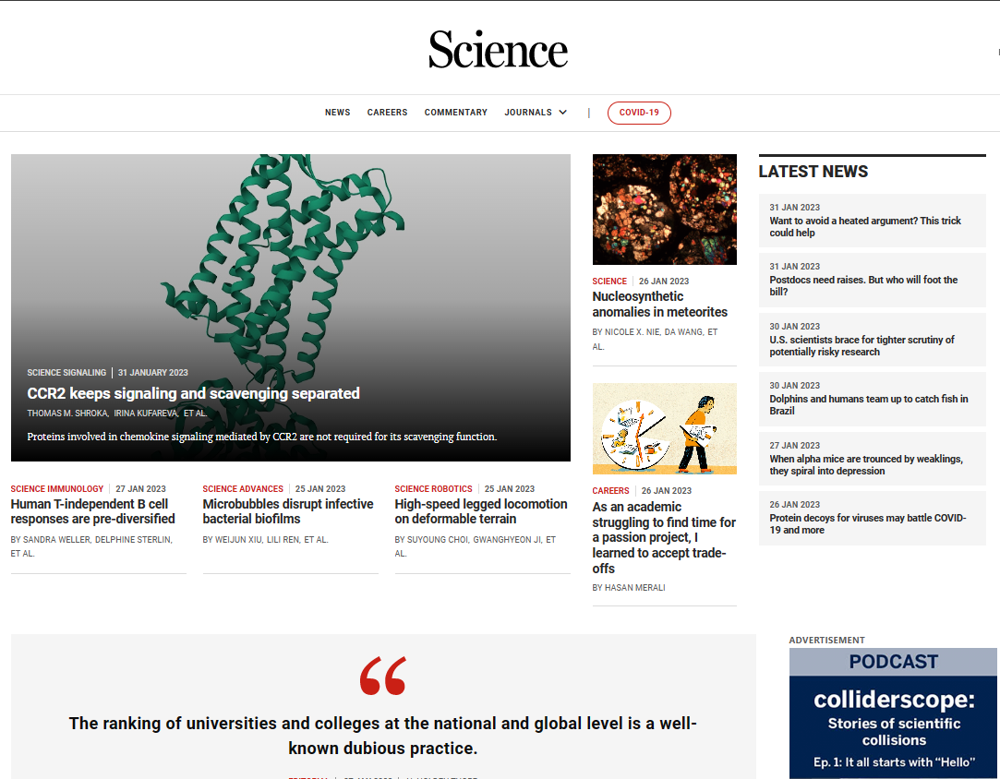 Science
NEWS CAREERS COMMENTARY JOURNALS | COVID-19
SCIENCE SIGNALING | 31 JANUARY 2023
CCR2 keeps signaling and scavenging separated
THOMAS M. SHROKA, IRINA KUFAREVA, ET AL.
Proteins involved in chemokine signaling mediated by CCR2 are not required for its scavenging function.
SCIENCE IMMUNOLOGY | 27 JAN 2023
Human T-independent B cell
responses are pre-diversified
BY SANDRA WELLER, DELPHINE STERLIN,
ET AL.
SCIENCE ADVANCES | 25 JAN 2023
Microbubbles disrupt infective
bacterial biofilms
BY WEIJUN XIU, LILI REN, ET AL.
SCIENCE ROBOTICS | 25 JAN 2023
High-speed legged locomotion
on deformable terrain
BY SUYOUNG CHOI, GWANGHYEON JI, ET
AL.
SCIENCE | 26 JAN 2023
Nucleosynthetic
anomalies in meteorites
BY NICOLE X. NIE, DA WANG, ET
AL.
CAREERS | 26 JAN 2023
As an academic
struggling to find time for
a passion project, I
learned to accept trade-
offs
BY HASAN MERALI
LATEST NEWS
31 JAN 2023
Want to avoid a heated argument? This trick
could help
31 JAN 2023
Postdocs need raises. But who will foot the
bill?
30 JAN 2023
U.S. scientists brace for tighter scrutiny of
potentially risky research
30 JAN 2023
Dolphins and humans team up to catch fish in
Brazil
27 JAN 2023
When alpha mice are trounced by weaklings,
they spiral into depression
26 JAN 2023
Protein decoys for viruses may battle COVID-
19 and more
“
The ranking of universities and colleges at the national and global level is a well-
known dubious practice.
ADVERTISEMENT
PODCAST
colliderscope:
Stories of scientific
collisions
Ep. 1: It all starts with “Hello”